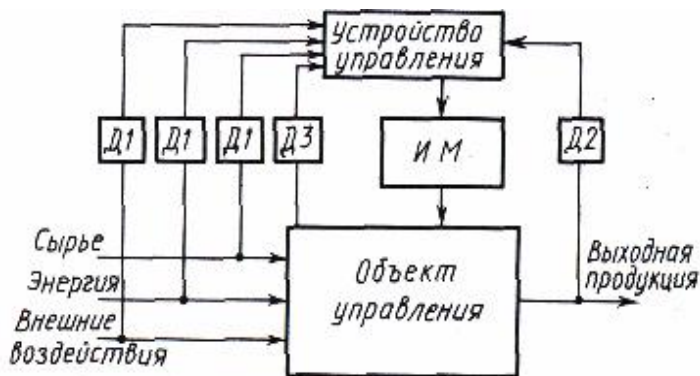 Устройство
управления
Д1
Д1
Д1
Д3
И М
Д2
Сырье
Энергия
Внешние
воздействия
Объект
управления
Выходная
продукция